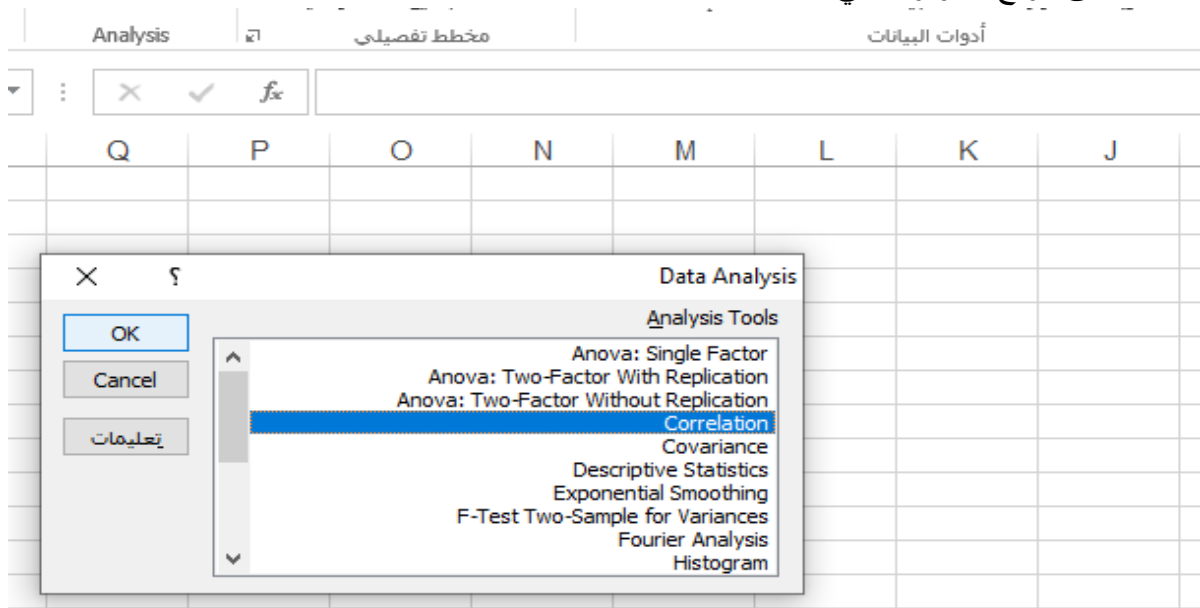 أدوات البيانات
مخطط تفصيلي
Analysis
fx
J
K
L
M
N
O
P
Q
Data Analysis
؟
Analysis Tools
Anova: Single Factor
Anova: Two-Factor With Replication
Anova: Two-Factor Without Replication
Correlation
Covariance
Descriptive Statistics
Exponential Smoothing
F-Test Two-Sample for Variances
Fourier Analysis
Histogram
OK
Cancel
تعليمات